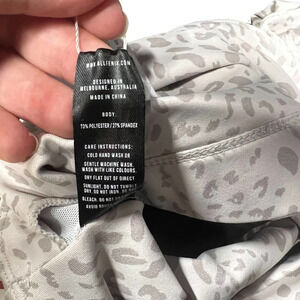 WWW.ALLFENIX.COM
DESIGNED IN
MELBOURNE, AUSTRALIA
MADE IN CHINA
BODY
73% POLYESTER / 27% SPANDEX
CARE INSTRUCTIONS:
COLD HAND WASH OR
GENTLE MACHINE WASH.
WASH WITH LIKE COLOURS.
DRY FLAT OUT OF DIRECT
SUNLIGHT. DO NOT TUMBLE
DRY. DO NOT IRON. DO NOT
BLEACH. DO NOT
AVOID